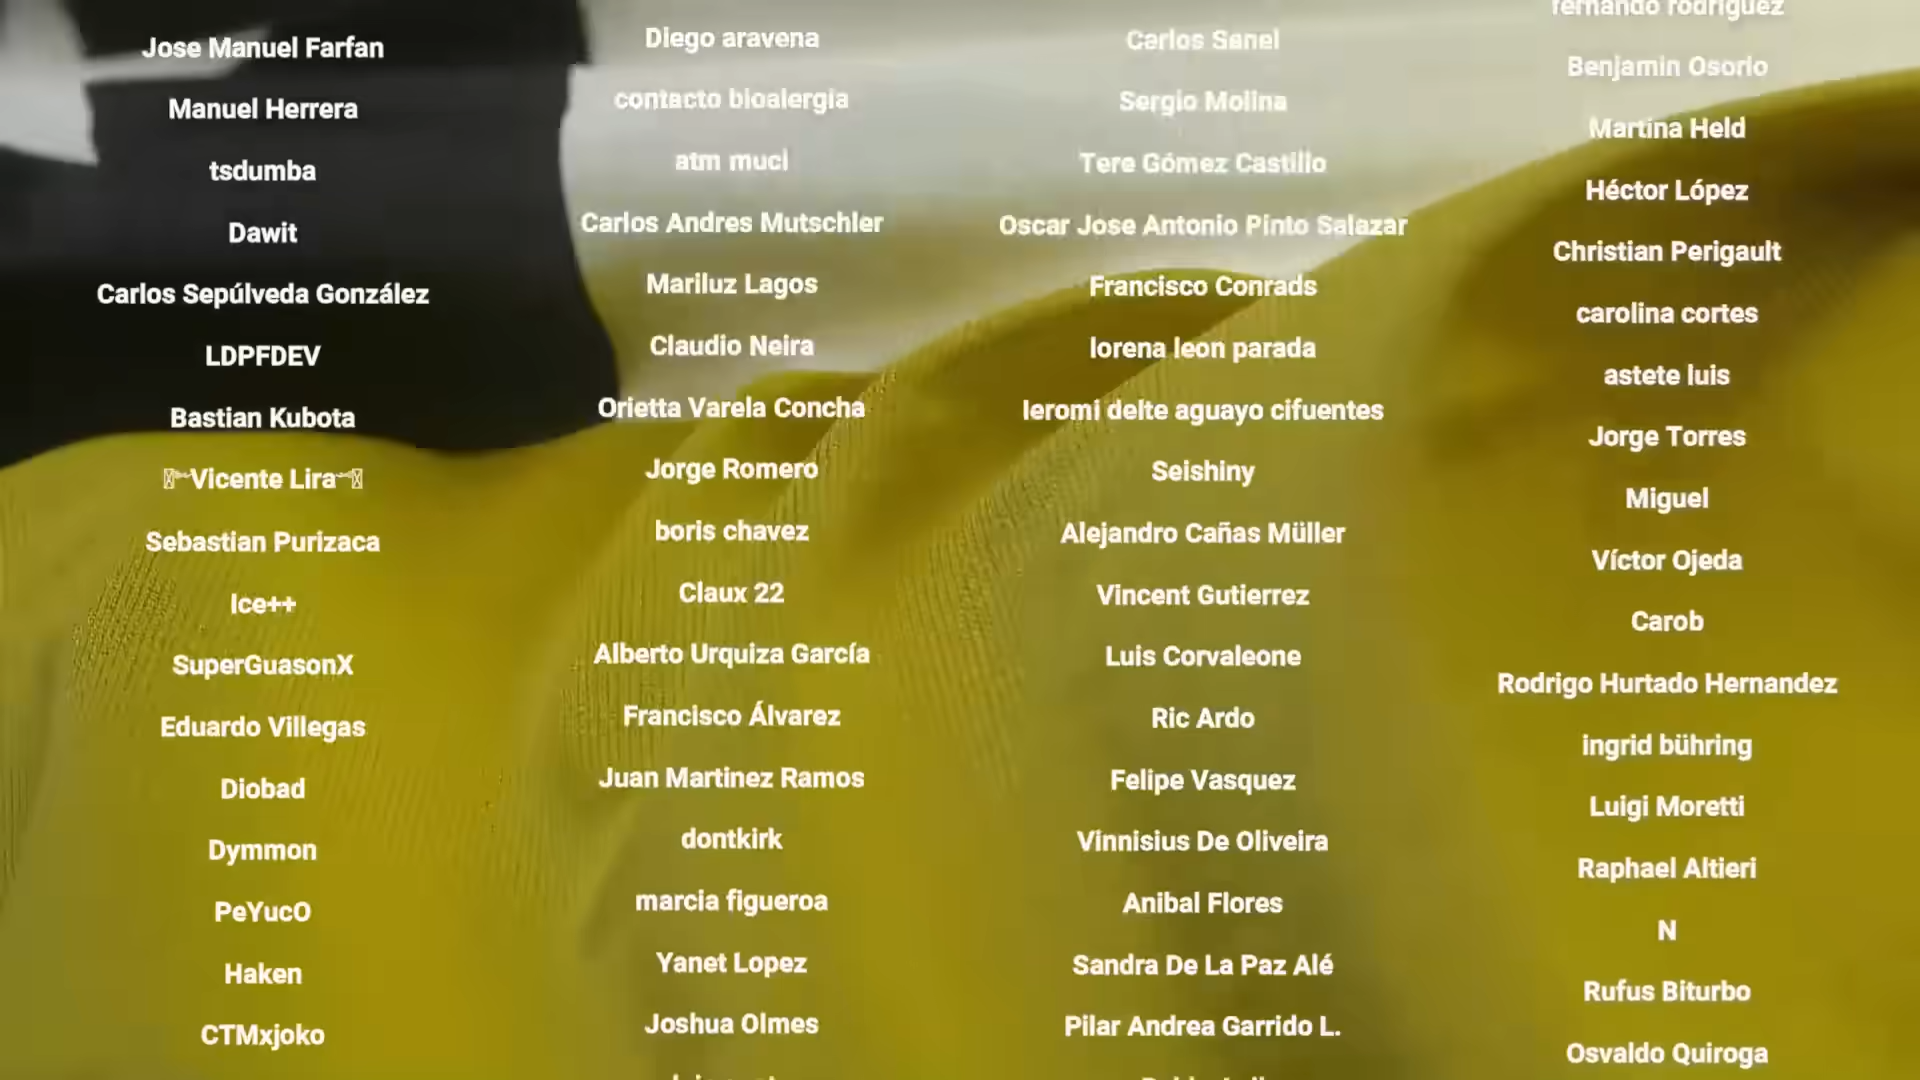 Jose Manuel Farfan
Manuel Herrera
tsdumba
Dawit
Carlos Sepúlveda González
LDPFDEV
Bastian Kubota
Vicente Lira
Sebastian Purizaca
Ice++
SuperGuasonX
Eduardo Villegas
Diobad
Dymmon
PeYucO
Haken
CTMxjoko
Diego aravena
contacto bioalergia
atm muci
Carlos Andres Mutschler
Mariluz Lagos
Claudio Neira
Orietta Varela Concha
Jorge Romero
boris chavez
Claux 22
Alberto Urquiza García
Francisco Álvarez
Juan Martinez Ramos
dontkirk
marcia figueroa
Yanet Lopez
Joshua Olmes
Carlos Sanel
Sergio Molina
Tere Gómez Castillo
Oscar Jose Antonio Pinto Salazar
Francisco Conrads
lorena leon parada
Ieromi delte aguayo cifuentes
Seishiny
Alejandro Cañas Müller
Vincent Gutierrez
Luis Corvaleone
Ric Ardo
Felipe Vasquez
Vinnisius De Oliveira
Anibal Flores
Sandra De La Paz Alé
Pilar Andrea Garrido L.
fernando rodriguez
Benjamin Osorio
Martina Held
Héctor López
Christian Perigault
carolina cortes
astete luis
Jorge Torres
Miguel
Víctor Ojeda
Carob
Rodrigo Hurtado Hernandez
ingrid bühring
Luigi Moretti
Raphael Altieri
N
Rufus Biturbo
Osvaldo Quiroga